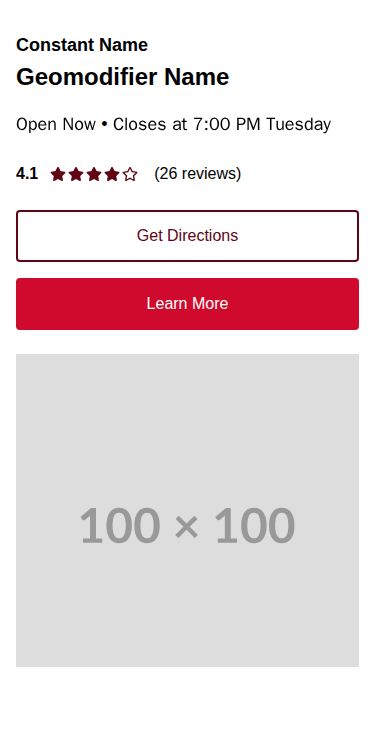 Constant Name
Geomodifier Name
Open Now • Closes at 7:00 PM Tuesday
4.1 (26 reviews)
Get Directions
Learn More
100 × 100